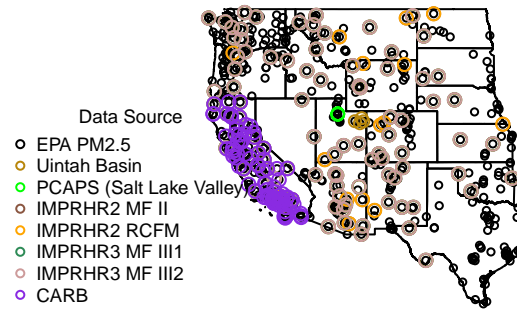 Data Source
EPA PM2.5
Uintah Basin
PCAPS (Salt Lake Valley)
IMPRHR2 MF II
IMPRHR2 RCFM
IMPRHR3 MF III1
IMPRHR3 MF III2
CARB